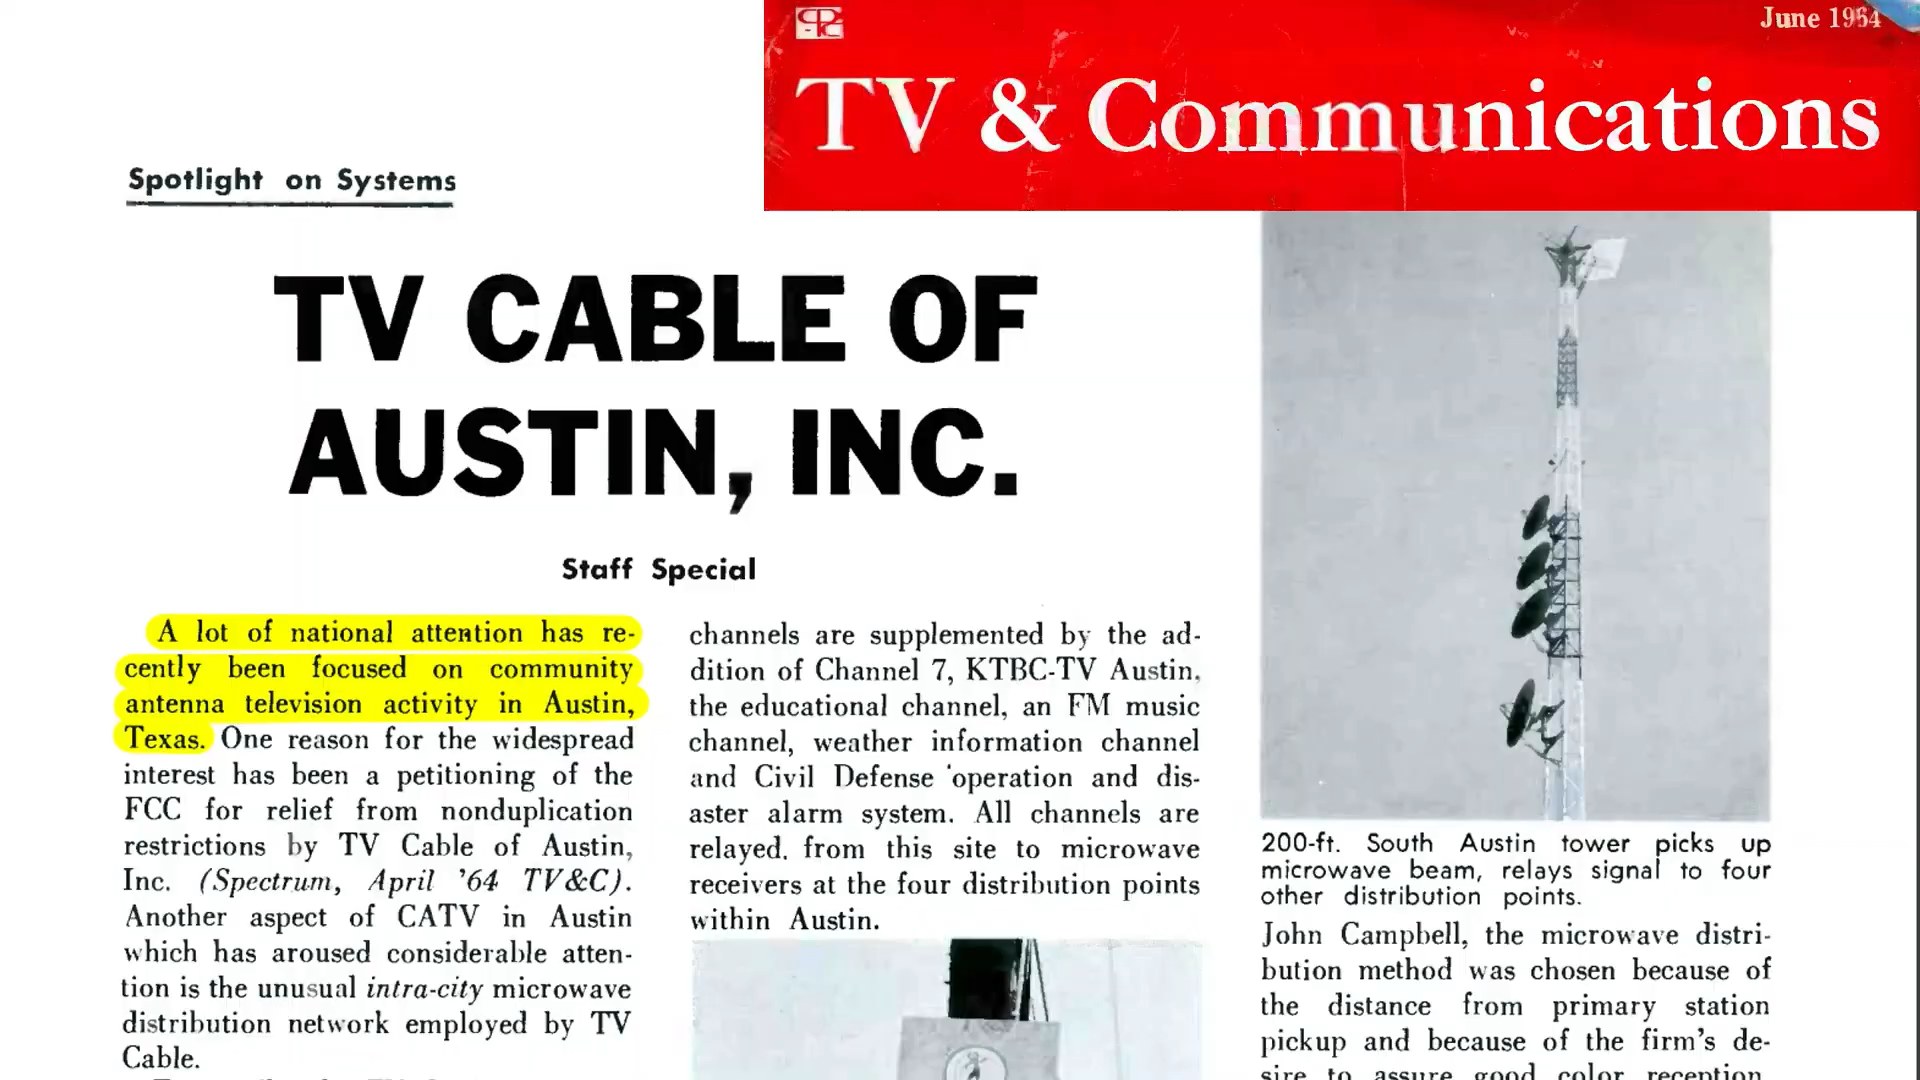 June 1964
TV & Communications
Spotlight on Systems
TV CABLE OF
AUSTIN, INC.
Staff Special
A lot of national attention has re-
cently been focused on community
antenna television activity in Austin,
Texas. One reason for the widespread
interest has been a petitioning of the
FCC for relief from nonduplication
restrictions by TV Cable of Austin,
Inc. (Spectrum, April '64 TV&C).
Another aspect of CATV in Austin
which has aroused considerable atten-
tion is the unusual intra-city microwave
distribution network employed by TV
Cable.
channels are supplemented by the ad-
dition of Channel 7, KTBC-TV Austin,
the educational channel, an FM music
channel, weather information channel
and Civil Defense operation and dis-
aster alarm system. All channels are
relayed. from this site to microwave
receivers at the four distribution points
within Austin.
200-ft. South Austin tower picks up
microwave beam, relays signal to four
other distribution points.
John Campbell, the microwave distri-
bution method was chosen because of
the distance from primary station
pickup and because of the firm's de-
sire to assure good color reception.